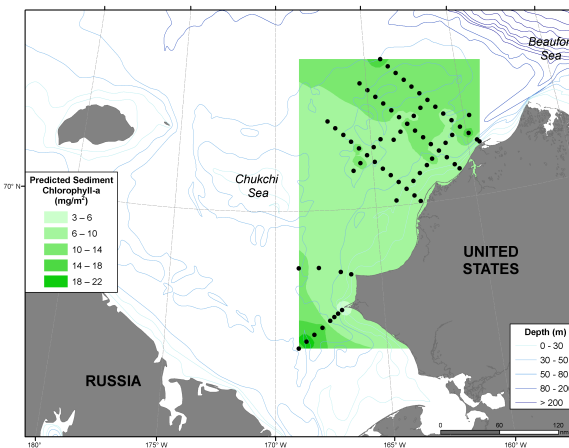 Beaufor
Sea
Chukchi
Sea
70° N
Predicted Sediment
Chlorophyll-a
(mg/m²)
3 – 6
6 – 10
10 – 14
14 – 18
18 – 22
UNITED
STATES
RUSSIA
Depth (m)
0 - 30
30 - 50
50 - 80
80 - 200
> 200
0 60 120
180° 175° W 170° W 165° W 160° W